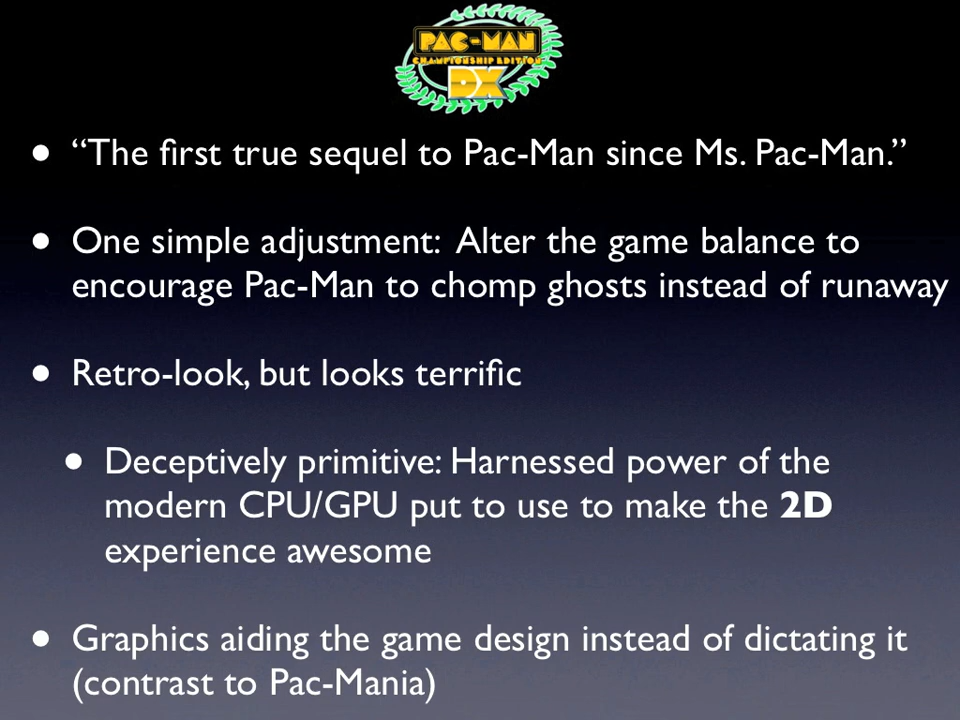 PAC-MAN
CHAMPIONSHIP EDITION
DX
• “The first true sequel to Pac-Man since Ms. Pac-Man.”
• One simple adjustment: Alter the game balance to
encourage Pac-Man to chomp ghosts instead of runaway
• Retro-look, but looks terrific
• Deceptively primitive: Harnessed power of the
modern CPU/GPU put to use to make the 2D
experience awesome
• Graphics aiding the game design instead of dictating it
(contrast to Pac-Mania)